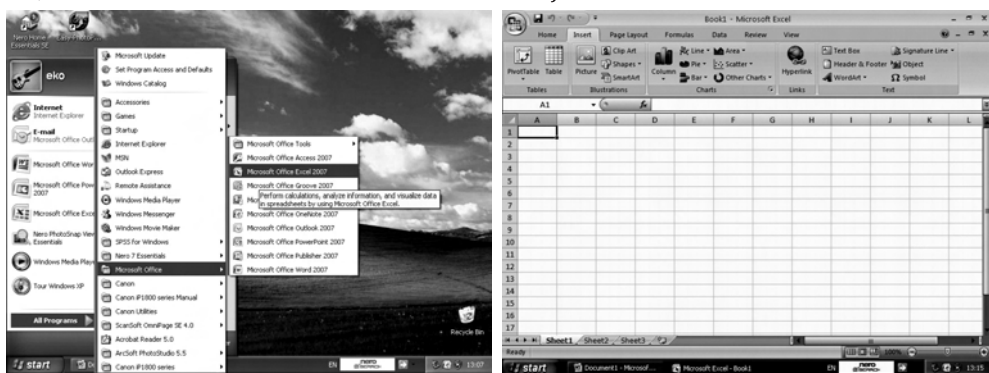 Nero Home
Essentials SE
eko
Internet
Internet Explorer
E-mail
Microsoft Office Out
Microsoft Office Wor
Microsoft Office Pow
2007
Microsoft Office Exce
Nero PhotoSnap View
Essentials
Windows Media Play
Tour Windows XP
All Programs
Microsoft Update
Set Program Access and Defaults
Windows Catalog
Accessories
Games
Startup
Internet Explorer
MSN
Outlook Express
Remote Assistance
Windows Media Player
Windows Messenger
Windows Movie Maker
SPSS for Windows
Nero 7 Essentials
Microsoft Office
Canon
Canon iP1800 series Manual
Canon Utilities
ScanSoft OmniPage SE 4.0
Acrobat Reader 5.0
ArcSoft PhotoStudio 5.5
Canon iP1800 series
Microsoft Office Tools
Microsoft Office Access 2007
Microsoft Office Excel 2007
Microsoft Office Groove 2007
Perform calculations, analyze information, and visualize data
in spreadsheets by using Microsoft Office Excel.
Microsoft Office OneNote 2007
Microsoft Office Outlook 2007
Microsoft Office PowerPoint 2007
Microsoft Office Publisher 2007
Microsoft Office Word 2007
Recycle Bin
start EN nero 13:07
Book1 - Microsoft Excel
Home Insert Page Layout Formulas Data Review View
PivotTable Table Picture Clip Art Shapes SmartArt Column Line Pie Bar Area Scatter Other Charts Hyperlink Text Box Header & Footer WordArt Signature Line Object Symbol
Tables Illustrations Charts Links Text
A1 fx
A B C D E F G H I J K L
1
2
3
4
5
6
7
8
9
10
11
12
13
14
15
16
17
Sheet1 Sheet2 Sheet3
Ready 100%
start Document1 - Microsof... Microsoft Excel - Book1 EN nero 13:15